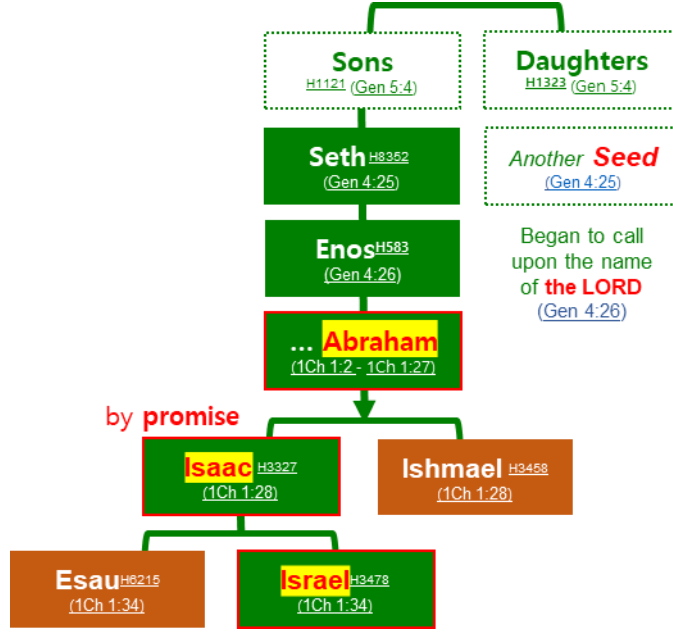 Sons
H1121 (Gen 5:4)
Daughters
H1323 (Gen 5:4)
Seth H8352
(Gen 4:25)
Another Seed
(Gen 4:25)
Enos H583
(Gen 4:26)
Began to call
upon the name
of the LORD
(Gen 4:26)
... Abraham
(1Ch 1:2 - 1Ch 1:27)
by promise
Isaac H3327
(1Ch 1:28)
Ishmael H3458
(1Ch 1:28)
Esau H6215
(1Ch 1:34)
Israel H3478
(1Ch 1:34)